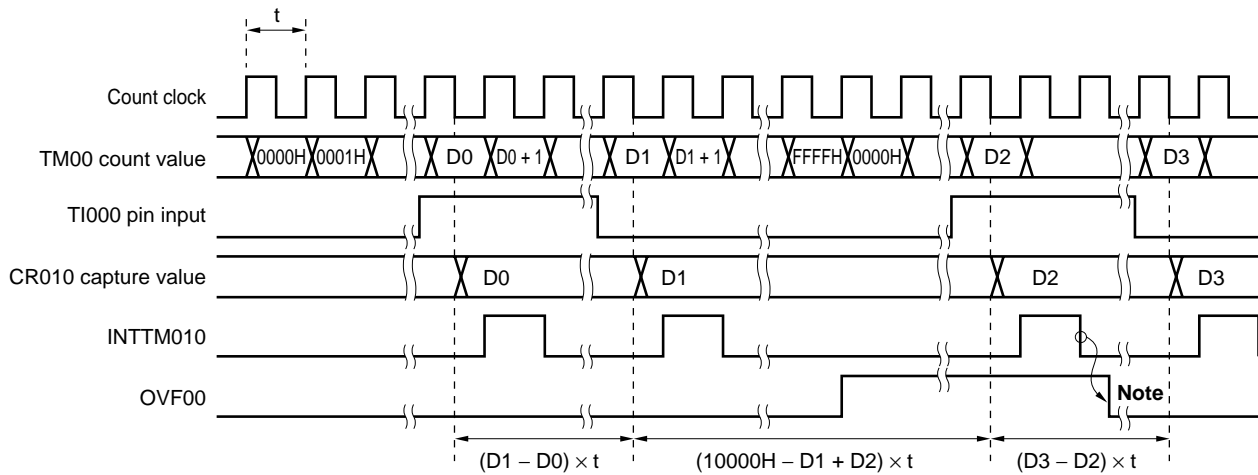 t
Count clock
TM00 count value 0000H 0001H D0 D0 + 1 D1 D1 + 1 FFFFH 0000H D2 D3
TI000 pin input
CR010 capture value D0 D1 D2 D3
INTTM010
OVF00 Note
(D1 − D0) × t (10000H − D1 + D2) × t (D3 − D2) × t